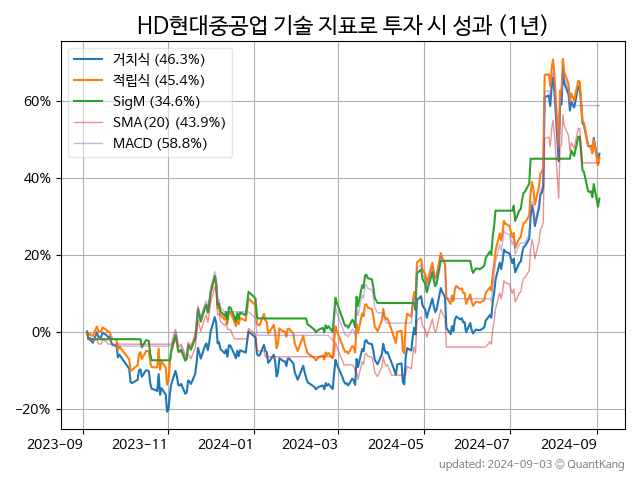 HD현대중공업 기술 지표로 투자 시 성과 (1년)
거치식 (46.3%)
적립식 (45.4%)
SigM (34.6%)
SMA(20) (43.9%)
MACD (58.8%)
60%
40%
20%
0%
−20%
2023-09 2023-11 2024-01 2024-03 2024-05 2024-07 2024-09
updated: 2024-09-03 © QuantKang